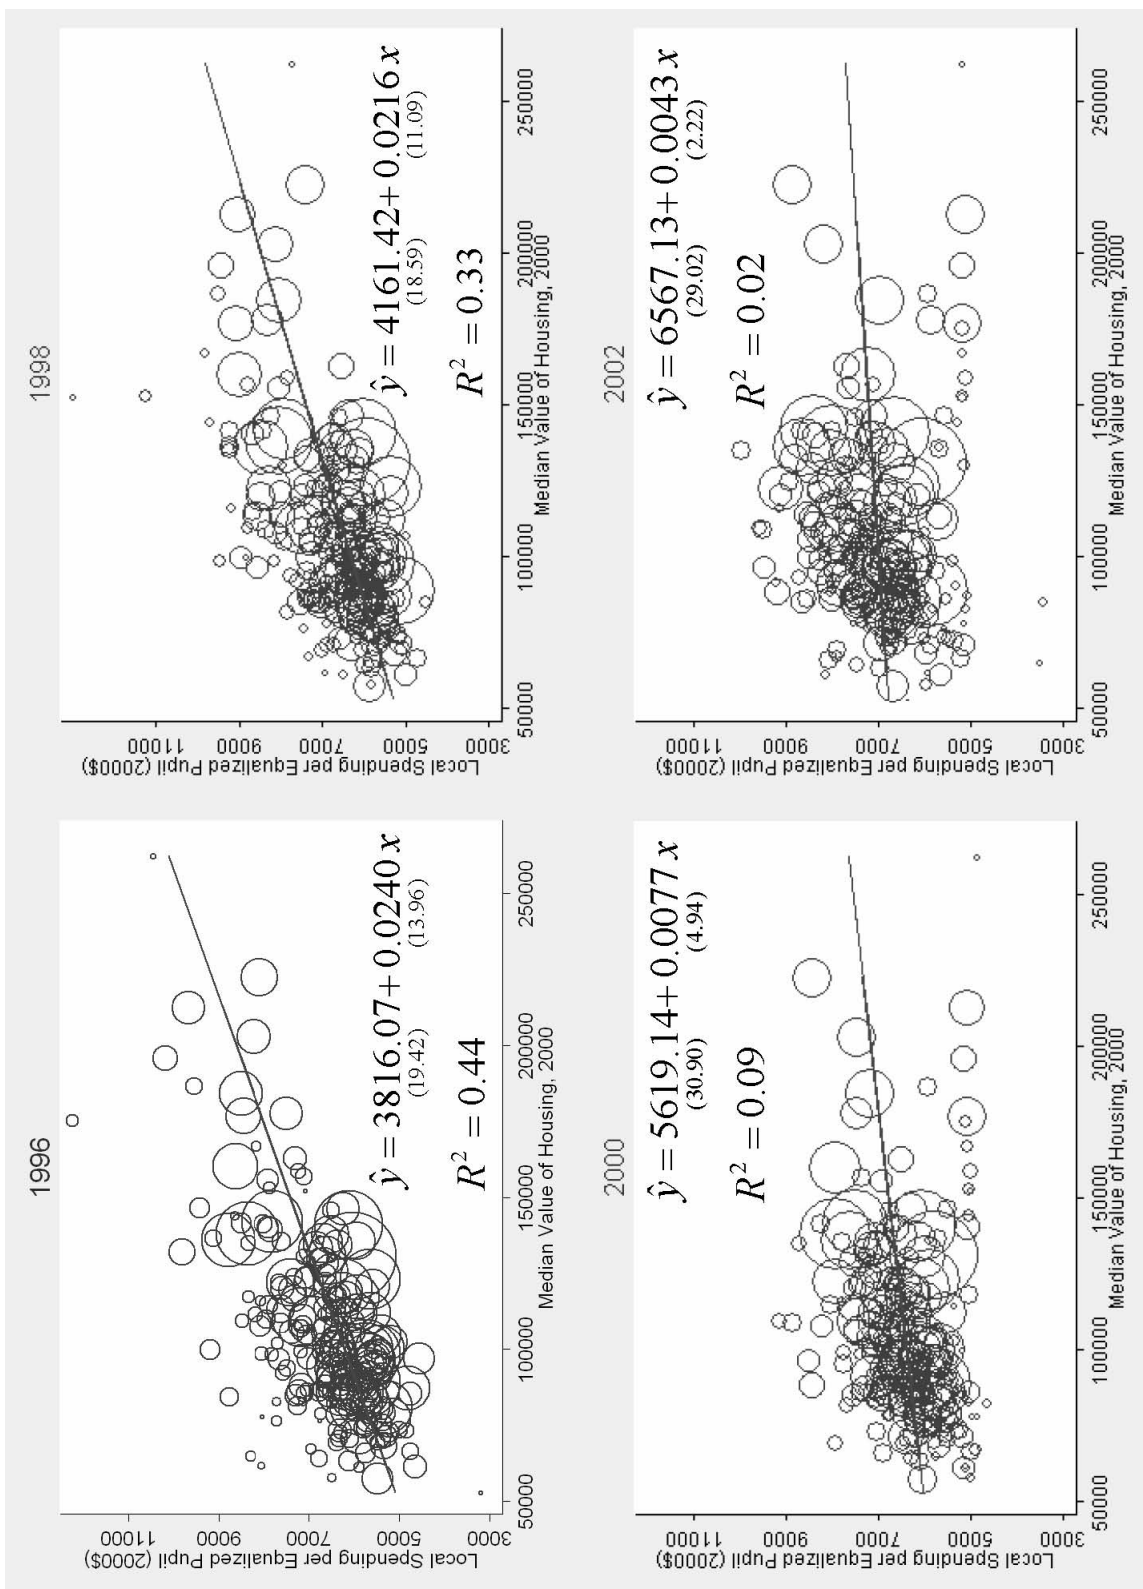 1996
Local Spending per Equalized Pupil (2000$)
11000
9000
7000
5000
3000
ŷ = 3816.07 + 0.0240 x
(19.42) (13.96)
R² = 0.44
50000 100000 150000 200000 250000
Median Value of Housing, 2000
1998
Local Spending per Equalized Pupil (2000$)
11000
9000
7000
5000
3000
ŷ = 4161.42 + 0.0216 x
(18.59) (11.09)
R² = 0.33
50000 100000 150000 200000 250000
Median Value of Housing, 2000
2000
Local Spending per Equalized Pupil (2000$)
11000
9000
7000
5000
3000
ŷ = 5619.14 + 0.0077 x
(30.90) (4.94)
R² = 0.09
50000 100000 150000 200000 250000
Median Value of Housing, 2000
2002
Local Spending per Equalized Pupil (2000$)
11000
9000
7000
5000
3000
ŷ = 6567.13 + 0.0043 x
(29.02) (2.22)
R² = 0.02
50000 100000 150000 200000 250000
Median Value of Housing, 2000